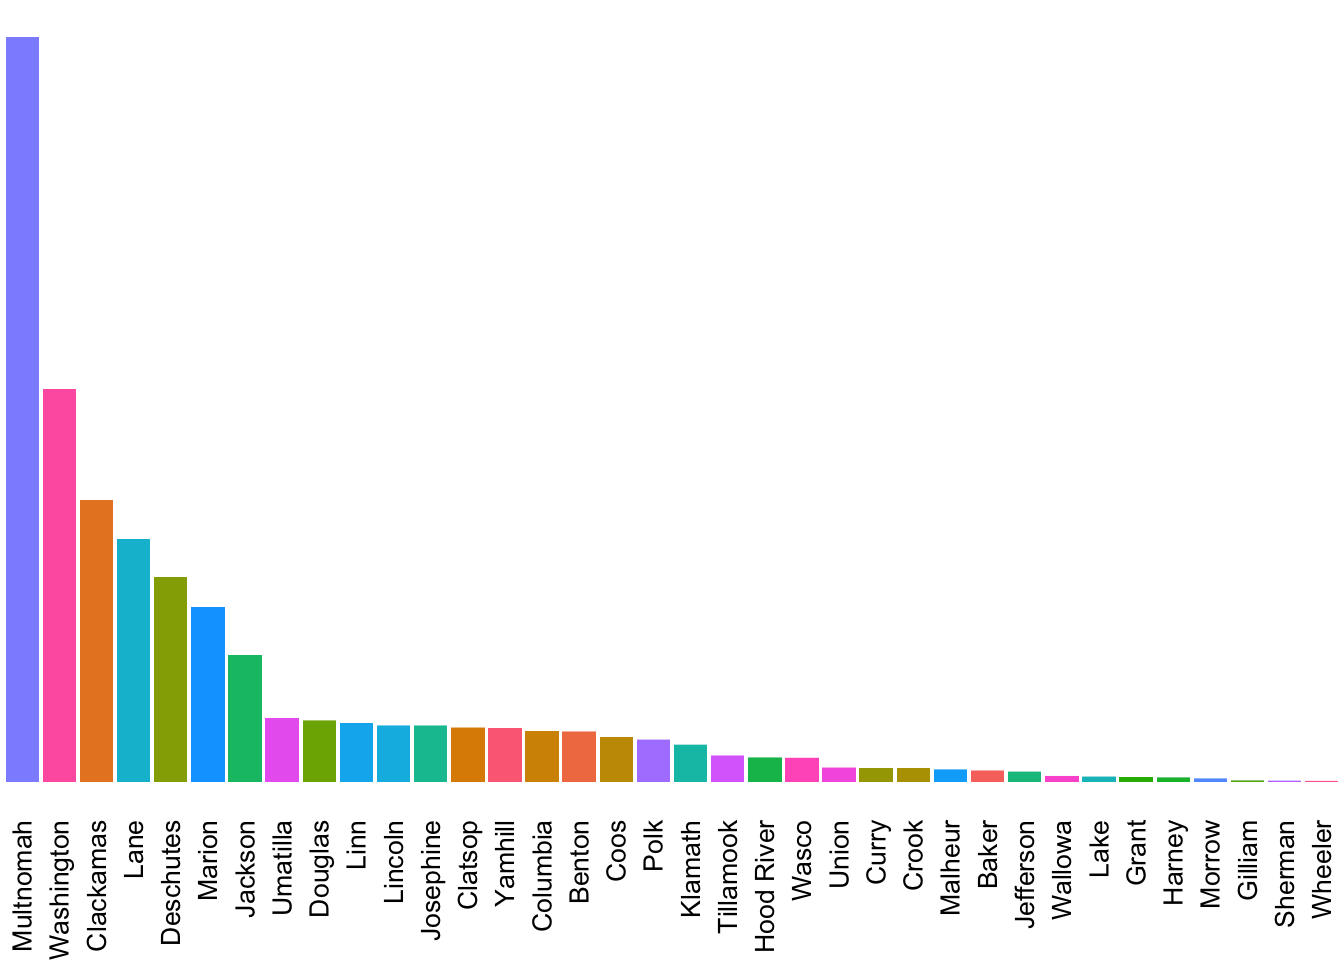 Multnomah
Washington
Clackamas
Lane
Deschutes
Marion
Jackson
Umatilla
Douglas
Linn
Lincoln
Josephine
Clatsop
Yamhill
Columbia
Benton
Coos
Polk
Klamath
Tillamook
Hood River
Wasco
Union
Curry
Crook
Malheur
Baker
Jefferson
Wallowa
Lake
Grant
Harney
Morrow
Gilliam
Sherman
Wheeler